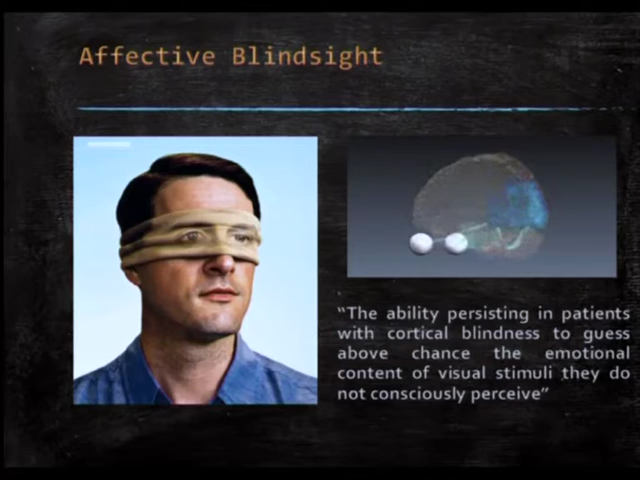 Affective Blindsight
“The ability persisting in patients
with cortical blindness to guess
above chance the emotional
content of visual stimuli they do
not consciously perceive”